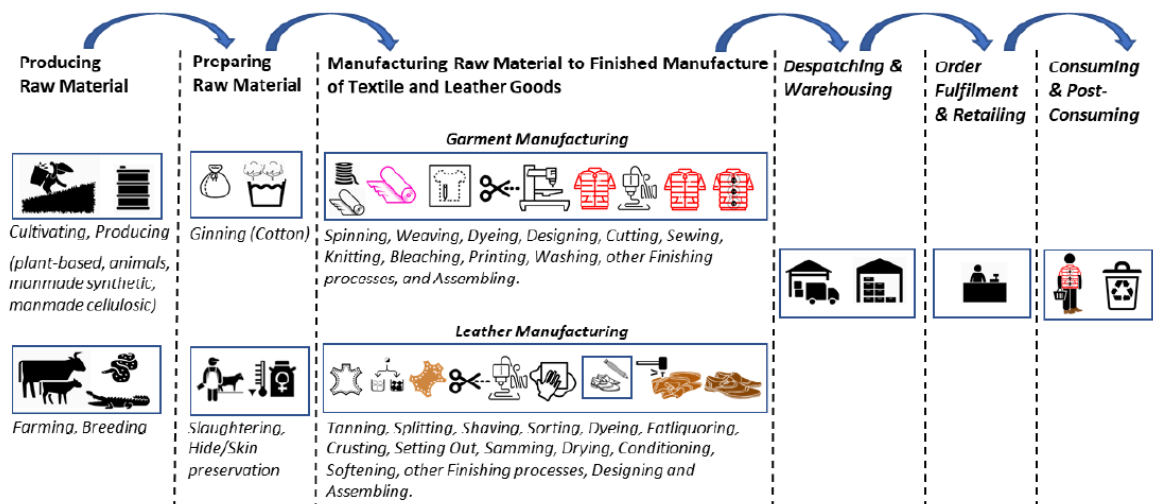 Producing
Raw Material
Preparing
Raw Material
Manufacturing Raw Material to Finished Manufacture
of Textile and Leather Goods
Despatching &
Warehousing
Order
Fulfilment
& Retailing
Consuming
& Post-
Consuming
Garment Manufacturing
Cultivating, Producing
(plant-based, animals,
manmade synthetic,
manmade cellulosic)
Ginning (Cotton)
Spinning, Weaving, Dyeing, Designing, Cutting, Sewing,
Knitting, Bleaching, Printing, Washing, other Finishing
processes, and Assembling.
Leather Manufacturing
Farming, Breeding
Slaughtering,
Hide/Skin
preservation
Tanning, Splitting, Shaving, Sorting, Dyeing, Fatliquoring,
Crusting, Setting Out, Samming, Drying, Conditioning,
Softening, other Finishing processes, Designing and
Assembling.